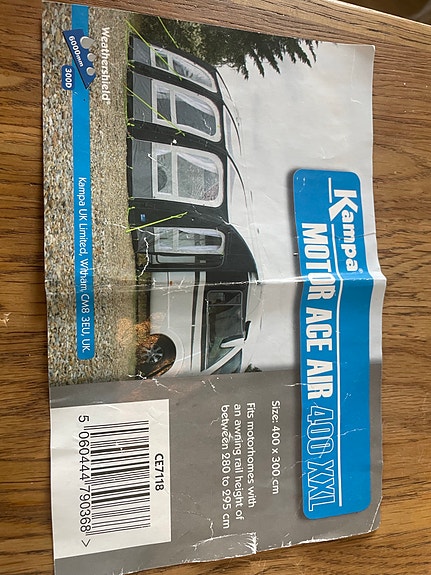 Kampa
MOTOR ACE AIR 400 XXL
Size: 400 x 300 cm
Fits motorhomes with
an awning rail height of
between 280 to 295 cm
Weathershield
6000mm
300D
Kampa UK Limited, Witham, CM8 3EU, UK.
CE7118
5 060444 790368 >